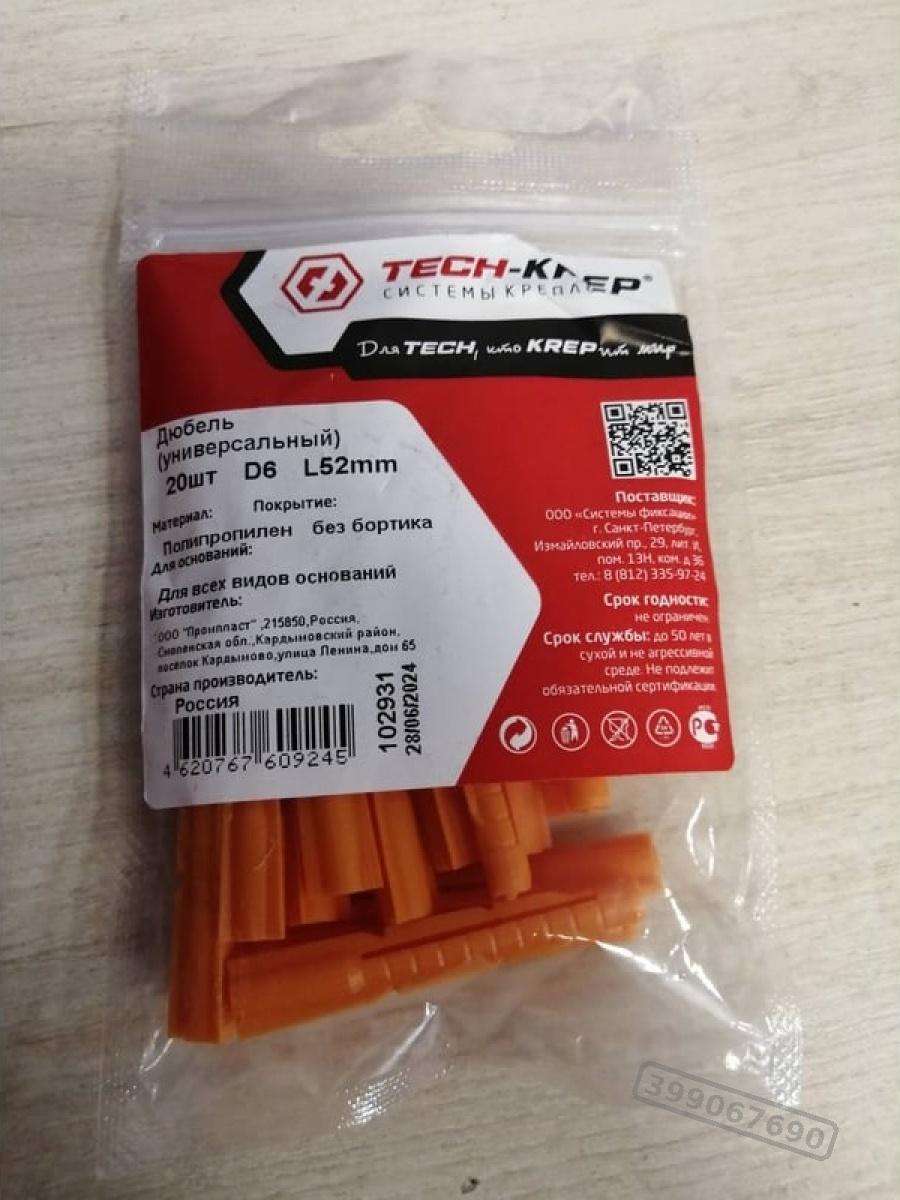 TECH-KREP®
СИСТЕМЫ
Для TECH, кто KREPит мир
Дюбель
(универсальный)
20шт D6 L52mm
Материал: Покрытие:
Полипропилен без бортика
Для оснований:
Для всех видов оснований
Изготовитель:
ООО "Промпласт" ,215850,Россия,
Смоленская обл.,Кардымовский район,
поселок Кардымово,улица Ленина,дом 65
Страна производитель:
Россия
4 620767 609245
102931
28/06/2024
Поставщик:
ООО «Системы фиксации»
г. Санкт-Петербург,
Измайловский пр., 29, лит. И,
пом. 13Н, ком. д 36
тел.: 8 (812) 335-97-24
Срок годности:
не ограничен.
Срок службы: до 50 лет в
сухой и не агрессивной
среде. Не подлежит
обязательной сертификации.
399067690